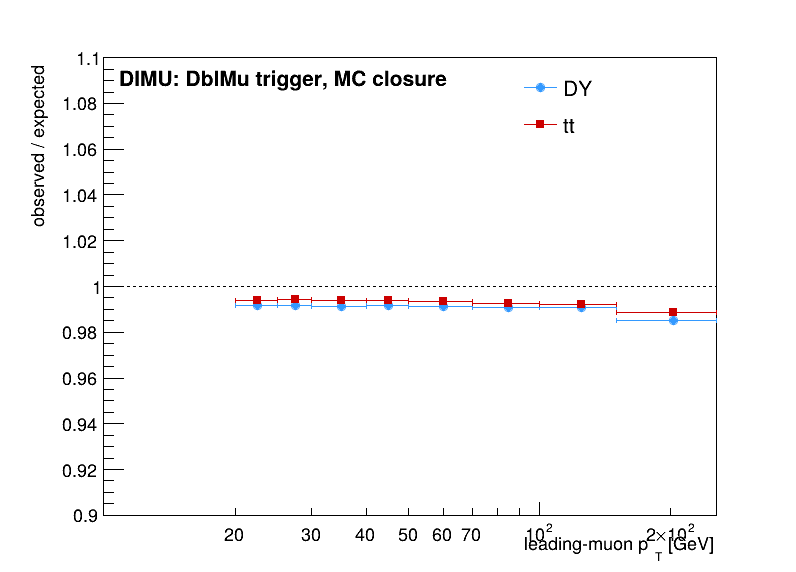 DIMU: DblMu trigger, MC closure
DY
tt
observed / expected
1.1
1.08
1.06
1.04
1.02
1
0.98
0.96
0.94
0.92
0.9
20 30 40 50 60 70 10² 2×10²
leading-muon p_T [GeV]